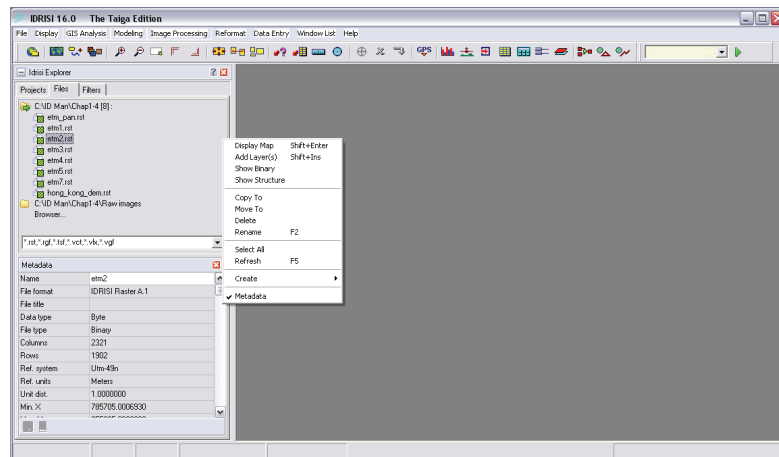 IDRISI 16.0 The Taiga Edition
File Display GIS Analysis Modeling Image Processing Reformat Data Entry Window List Help
GPS
Idrisi Explorer
Projects Files Filters
C:\ID Man\Chap1-4 [8] :
etm_pan.rst
etm1.rst
etm2.rst
etm3.rst
etm4.rst
etm5.rst
etm7.rst
hong_kong_dem.rst
C:\ID Man\Chap1-4\Raw images
Browser...
*.rst,*.rgf,*.tsf,*.vct,*.vlx,*.vgf
Display Map Shift+Enter
Add Layer(s) Shift+Ins
Show Binary
Show Structure
Copy To
Move To
Delete
Rename F2
Select All
Refresh F5
Create
Metadata
Metadata
Name etm2
File format IDRISI Raster A.1
File title
Data type Byte
File type Binary
Columns 2321
Rows 1902
Ref. system Utm-49n
Ref. units Meters
Unit dist. 1.0000000
Min. X 785705.0006930